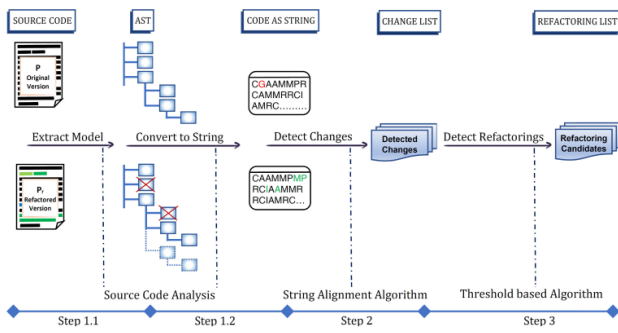 SOURCE CODE
AST
CODE AS STRING
CHANGE LIST
REFACTORING LIST
P
Original
Version
CGAAMMPR
CAMMRRCI
AMRC.........
Extract Model
Convert to String
Detect Changes
Detected
Changes
Detect Refactorings
Refactoring
Candidates
Pr
Refactored
Version
CAAMMPMP
RCIAAMMR
RCIAMRC...
Source Code Analysis
String Alignment Algorithm
Threshold based Algorithm
Step 1.1
Step 1.2
Step 2
Step 3